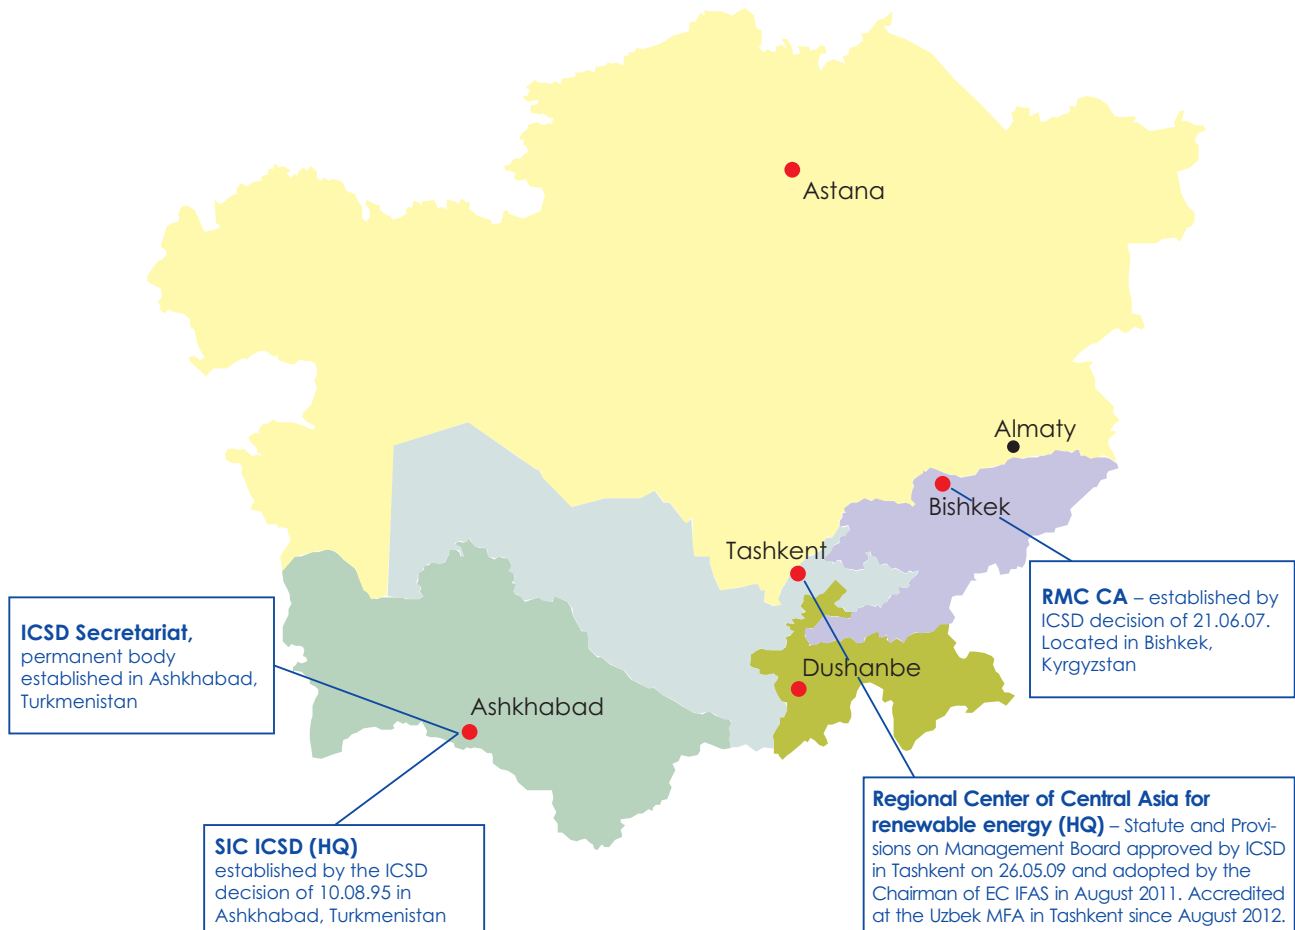 Astana
Almaty
Bishkek
Tashkent
RMC CA – established by
ICSD decision of 21.06.07.
Located in Bishkek,
Kyrgyzstan
ICSD Secretariat,
permanent body
established in Ashkhabad,
Turkmenistan
Dushanbe
Ashkhabad
Regional Center of Central Asia for
renewable energy (HQ) – Statute and Provi-
sions on Management Board approved by ICSD
in Tashkent on 26.05.09 and adopted by the
Chairman of EC IFAS in August 2011. Accredited
at the Uzbek MFA in Tashkent since August 2012.
SIC ICSD (HQ)
established by the ICSD
decision of 10.08.95 in
Ashkhabad, Turkmenistan